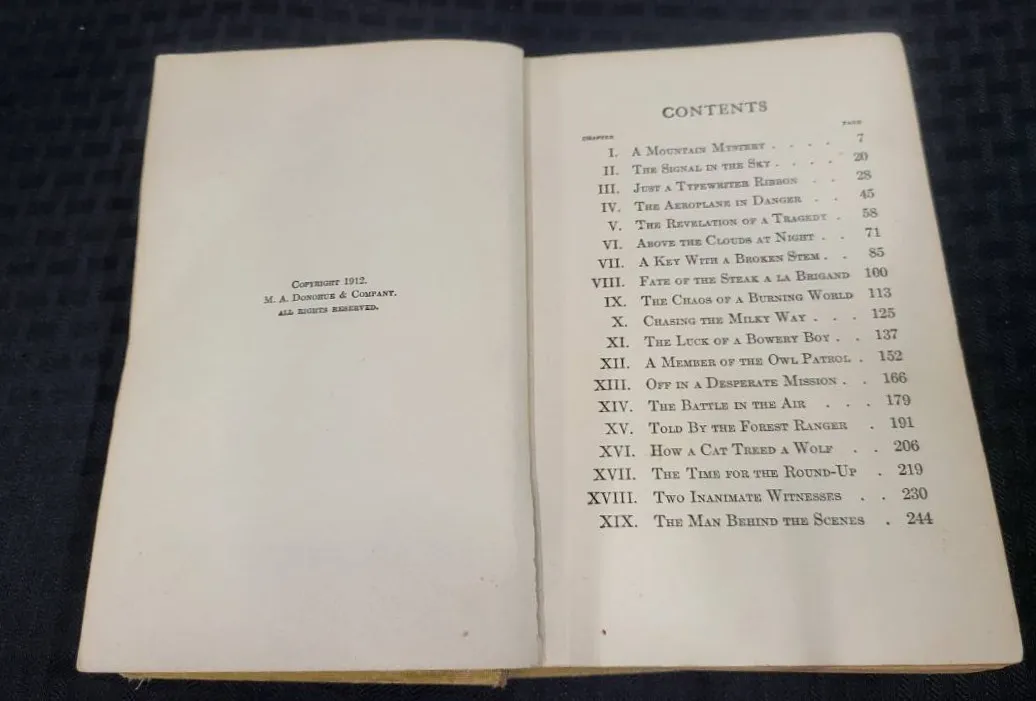 Copyright 1912.
M. A. Donohue & Company.
ALL RIGHTS RESERVED.
CONTENTS
CHAPTER PAGE
I. A Mountain Mystery . . . . 7
II. The Signal in the Sky . . . . 20
III. Just a Typewriter Ribbon . . 28
IV. The Aeroplane in Danger . . 45
V. The Revelation of a Tragedy . 58
VI. Above the Clouds at Night . . 71
VII. A Key With a Broken Stem . . 85
VIII. Fate of the Steak a la Brigand 100
IX. The Chaos of a Burning World 113
X. Chasing the Milky Way . . . 125
XI. The Luck of a Bowery Boy . . 137
XII. A Member of the Owl Patrol . 152
XIII. Off in a Desperate Mission . . 166
XIV. The Battle in the Air . . . 179
XV. Told By the Forest Ranger . 191
XVI. How a Cat Treed a Wolf . . 206
XVII. The Time for the Round-Up . 219
XVIII. Two Inanimate Witnesses . . 230
XIX. The Man Behind the Scenes . 244